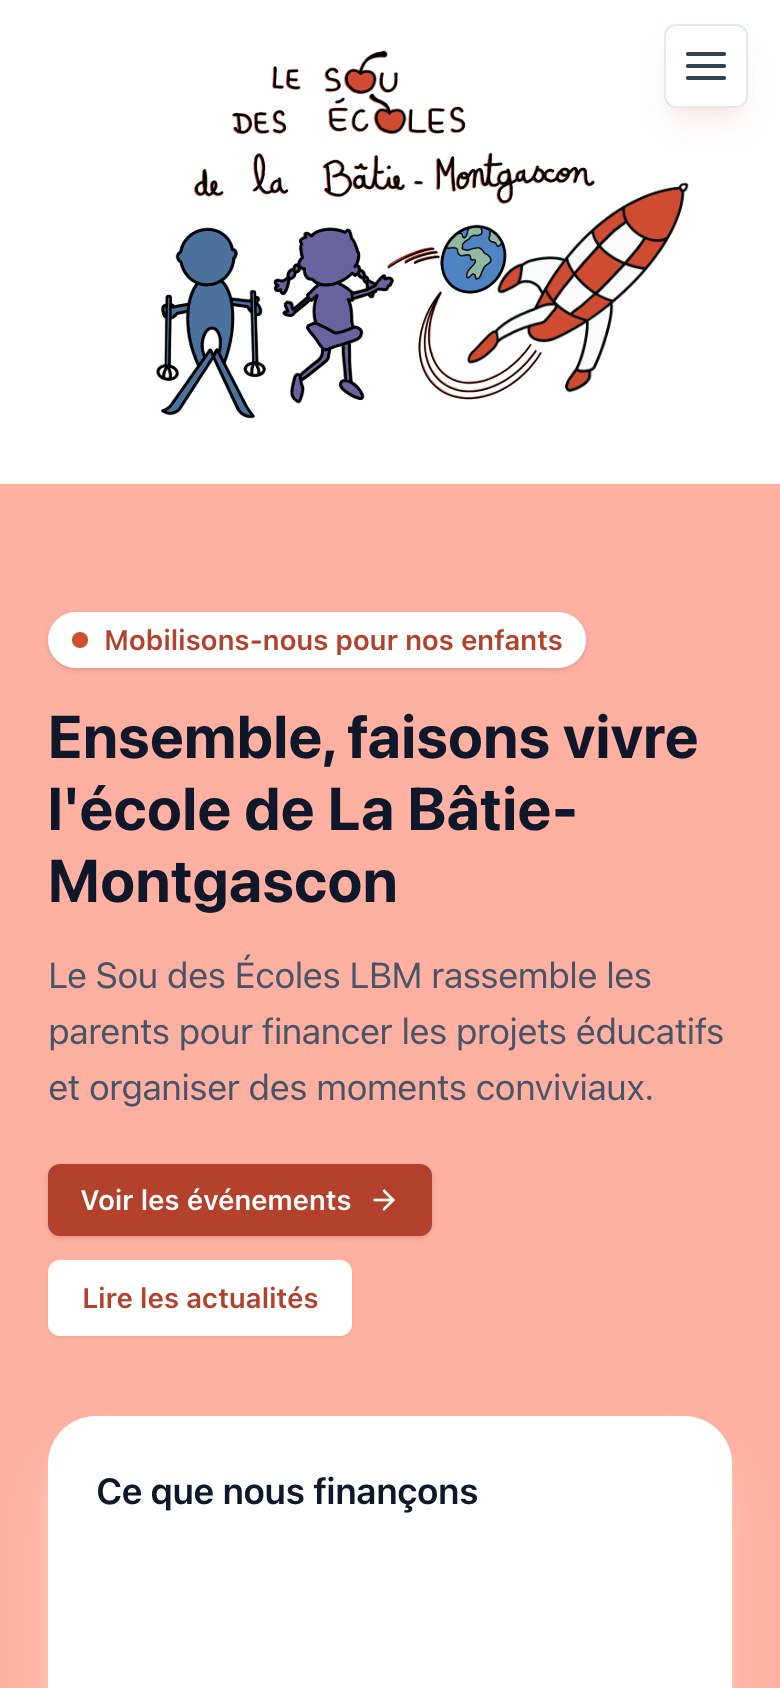 LE SOU
DES ÉCOLES
de la Bâtie - Montgascon
Mobilisons-nous pour nos enfants
Ensemble, faisons vivre
l'école de La Bâtie-
Montgascon
Le Sou des Écoles LBM rassemble les
parents pour financer les projets éducatifs
et organiser des moments conviviaux.
Voir les événements →
Lire les actualités
Ce que nous finançons